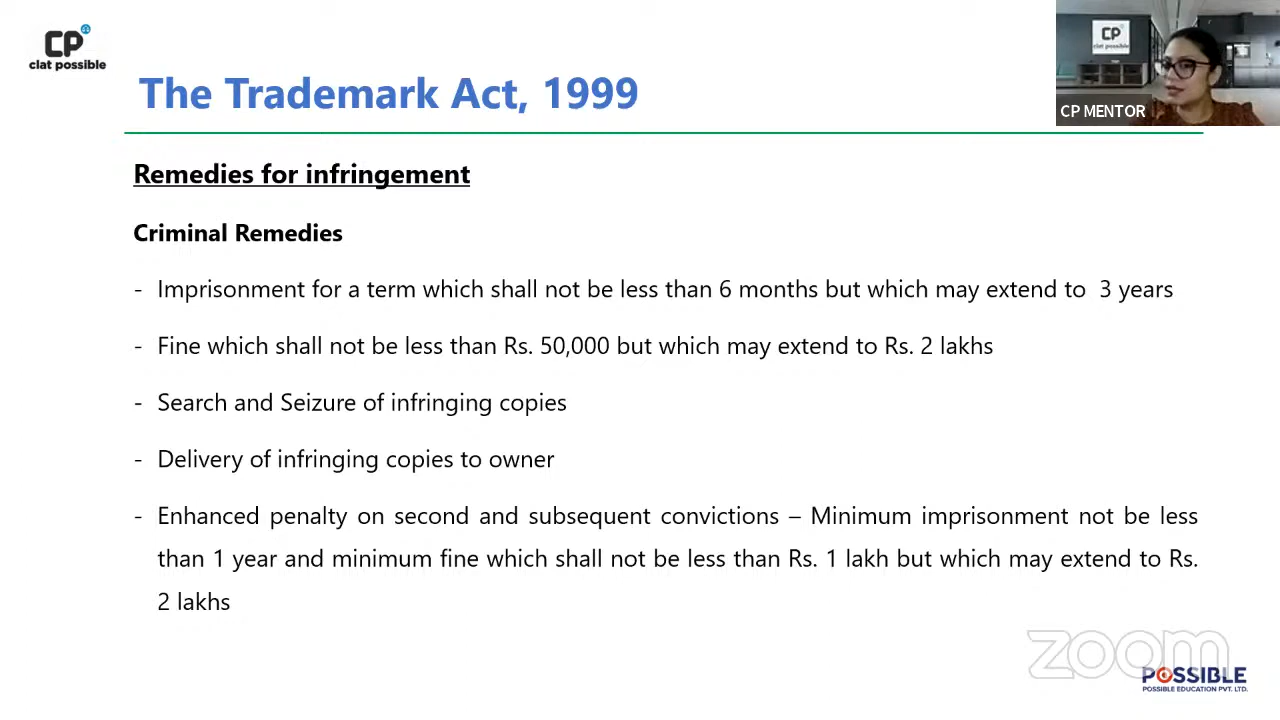 CP
clat possible
The Trademark Act, 1999
CP
clat possible
CP MENTOR
Remedies for infringement
Criminal Remedies
- Imprisonment for a term which shall not be less than 6 months but which may extend to 3 years
- Fine which shall not be less than Rs. 50,000 but which may extend to Rs. 2 lakhs
- Search and Seizure of infringing copies
- Delivery of infringing copies to owner
- Enhanced penalty on second and subsequent convictions – Minimum imprisonment not be less
than 1 year and minimum fine which shall not be less than Rs. 1 lakh but which may extend to Rs.
2 lakhs
zoom
POSSIBLE
POSSIBLE EDUCATION PVT. LTD.